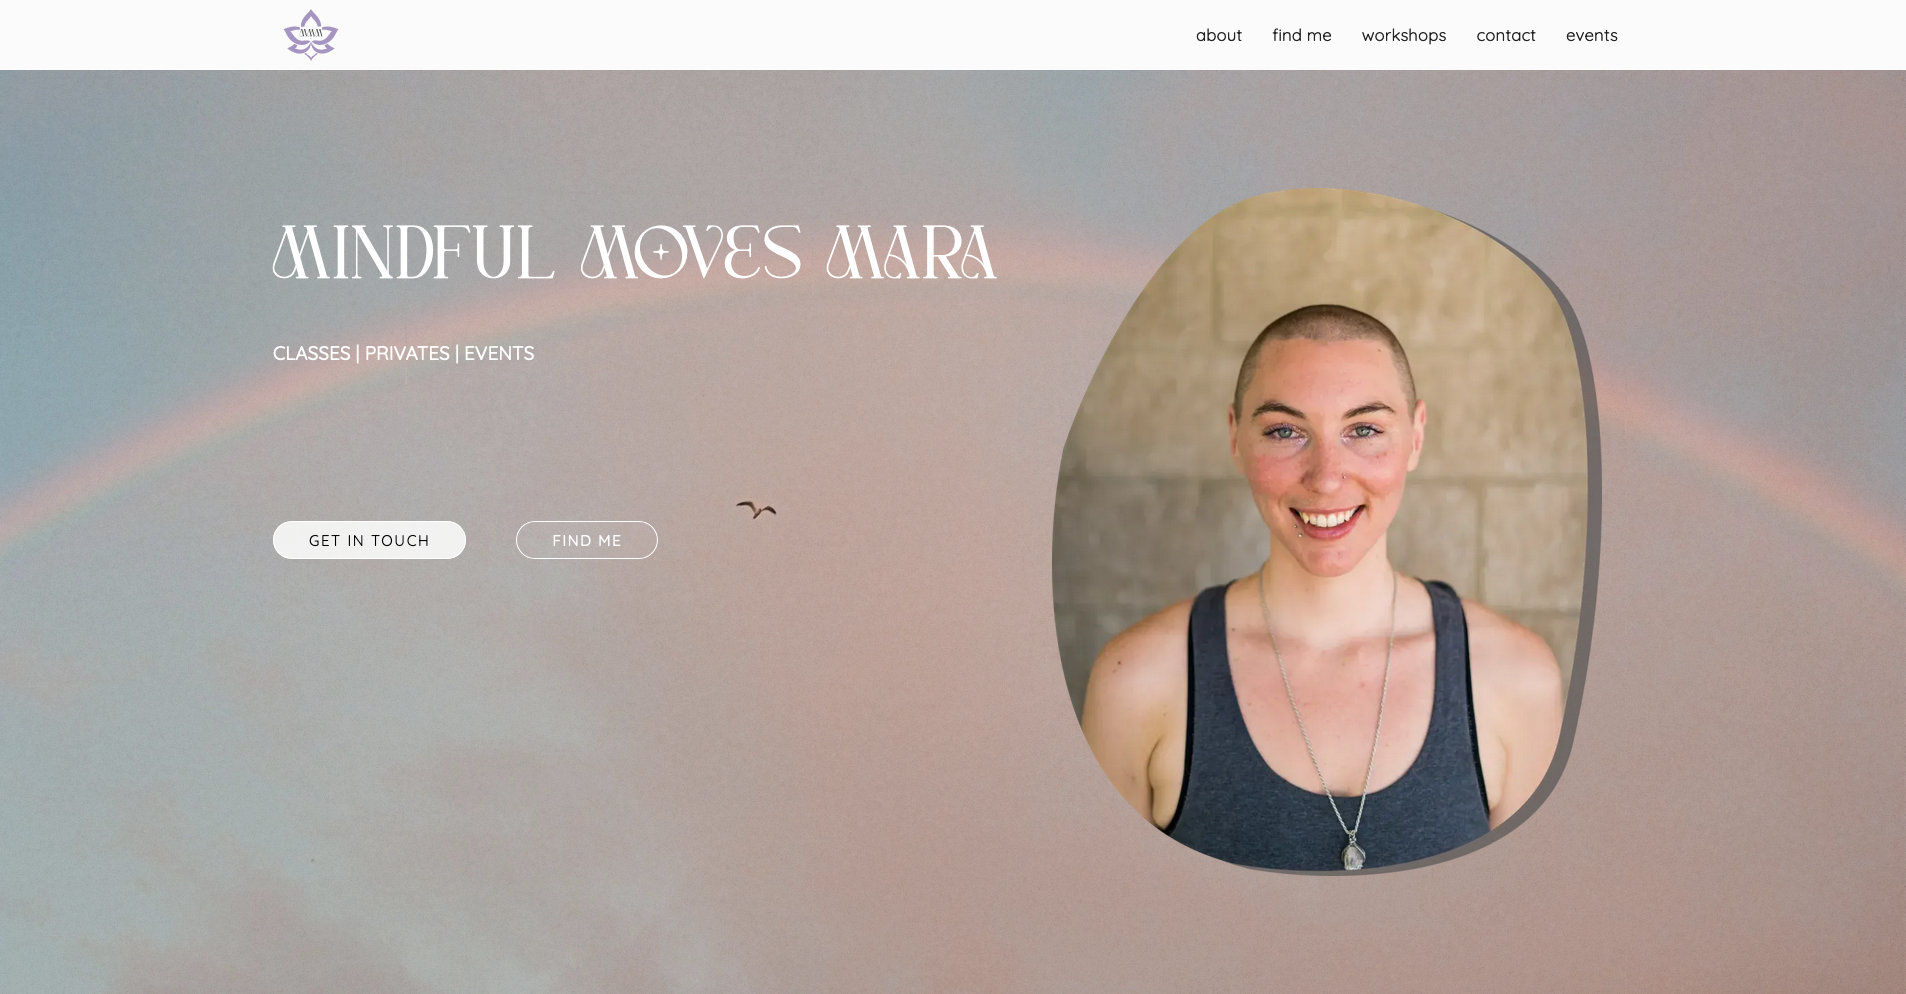 MMM
about
find me
workshops
contact
events
MINDFUL MOVES MARA
CLASSES | PRIVATES | EVENTS
GET IN TOUCH
FIND ME